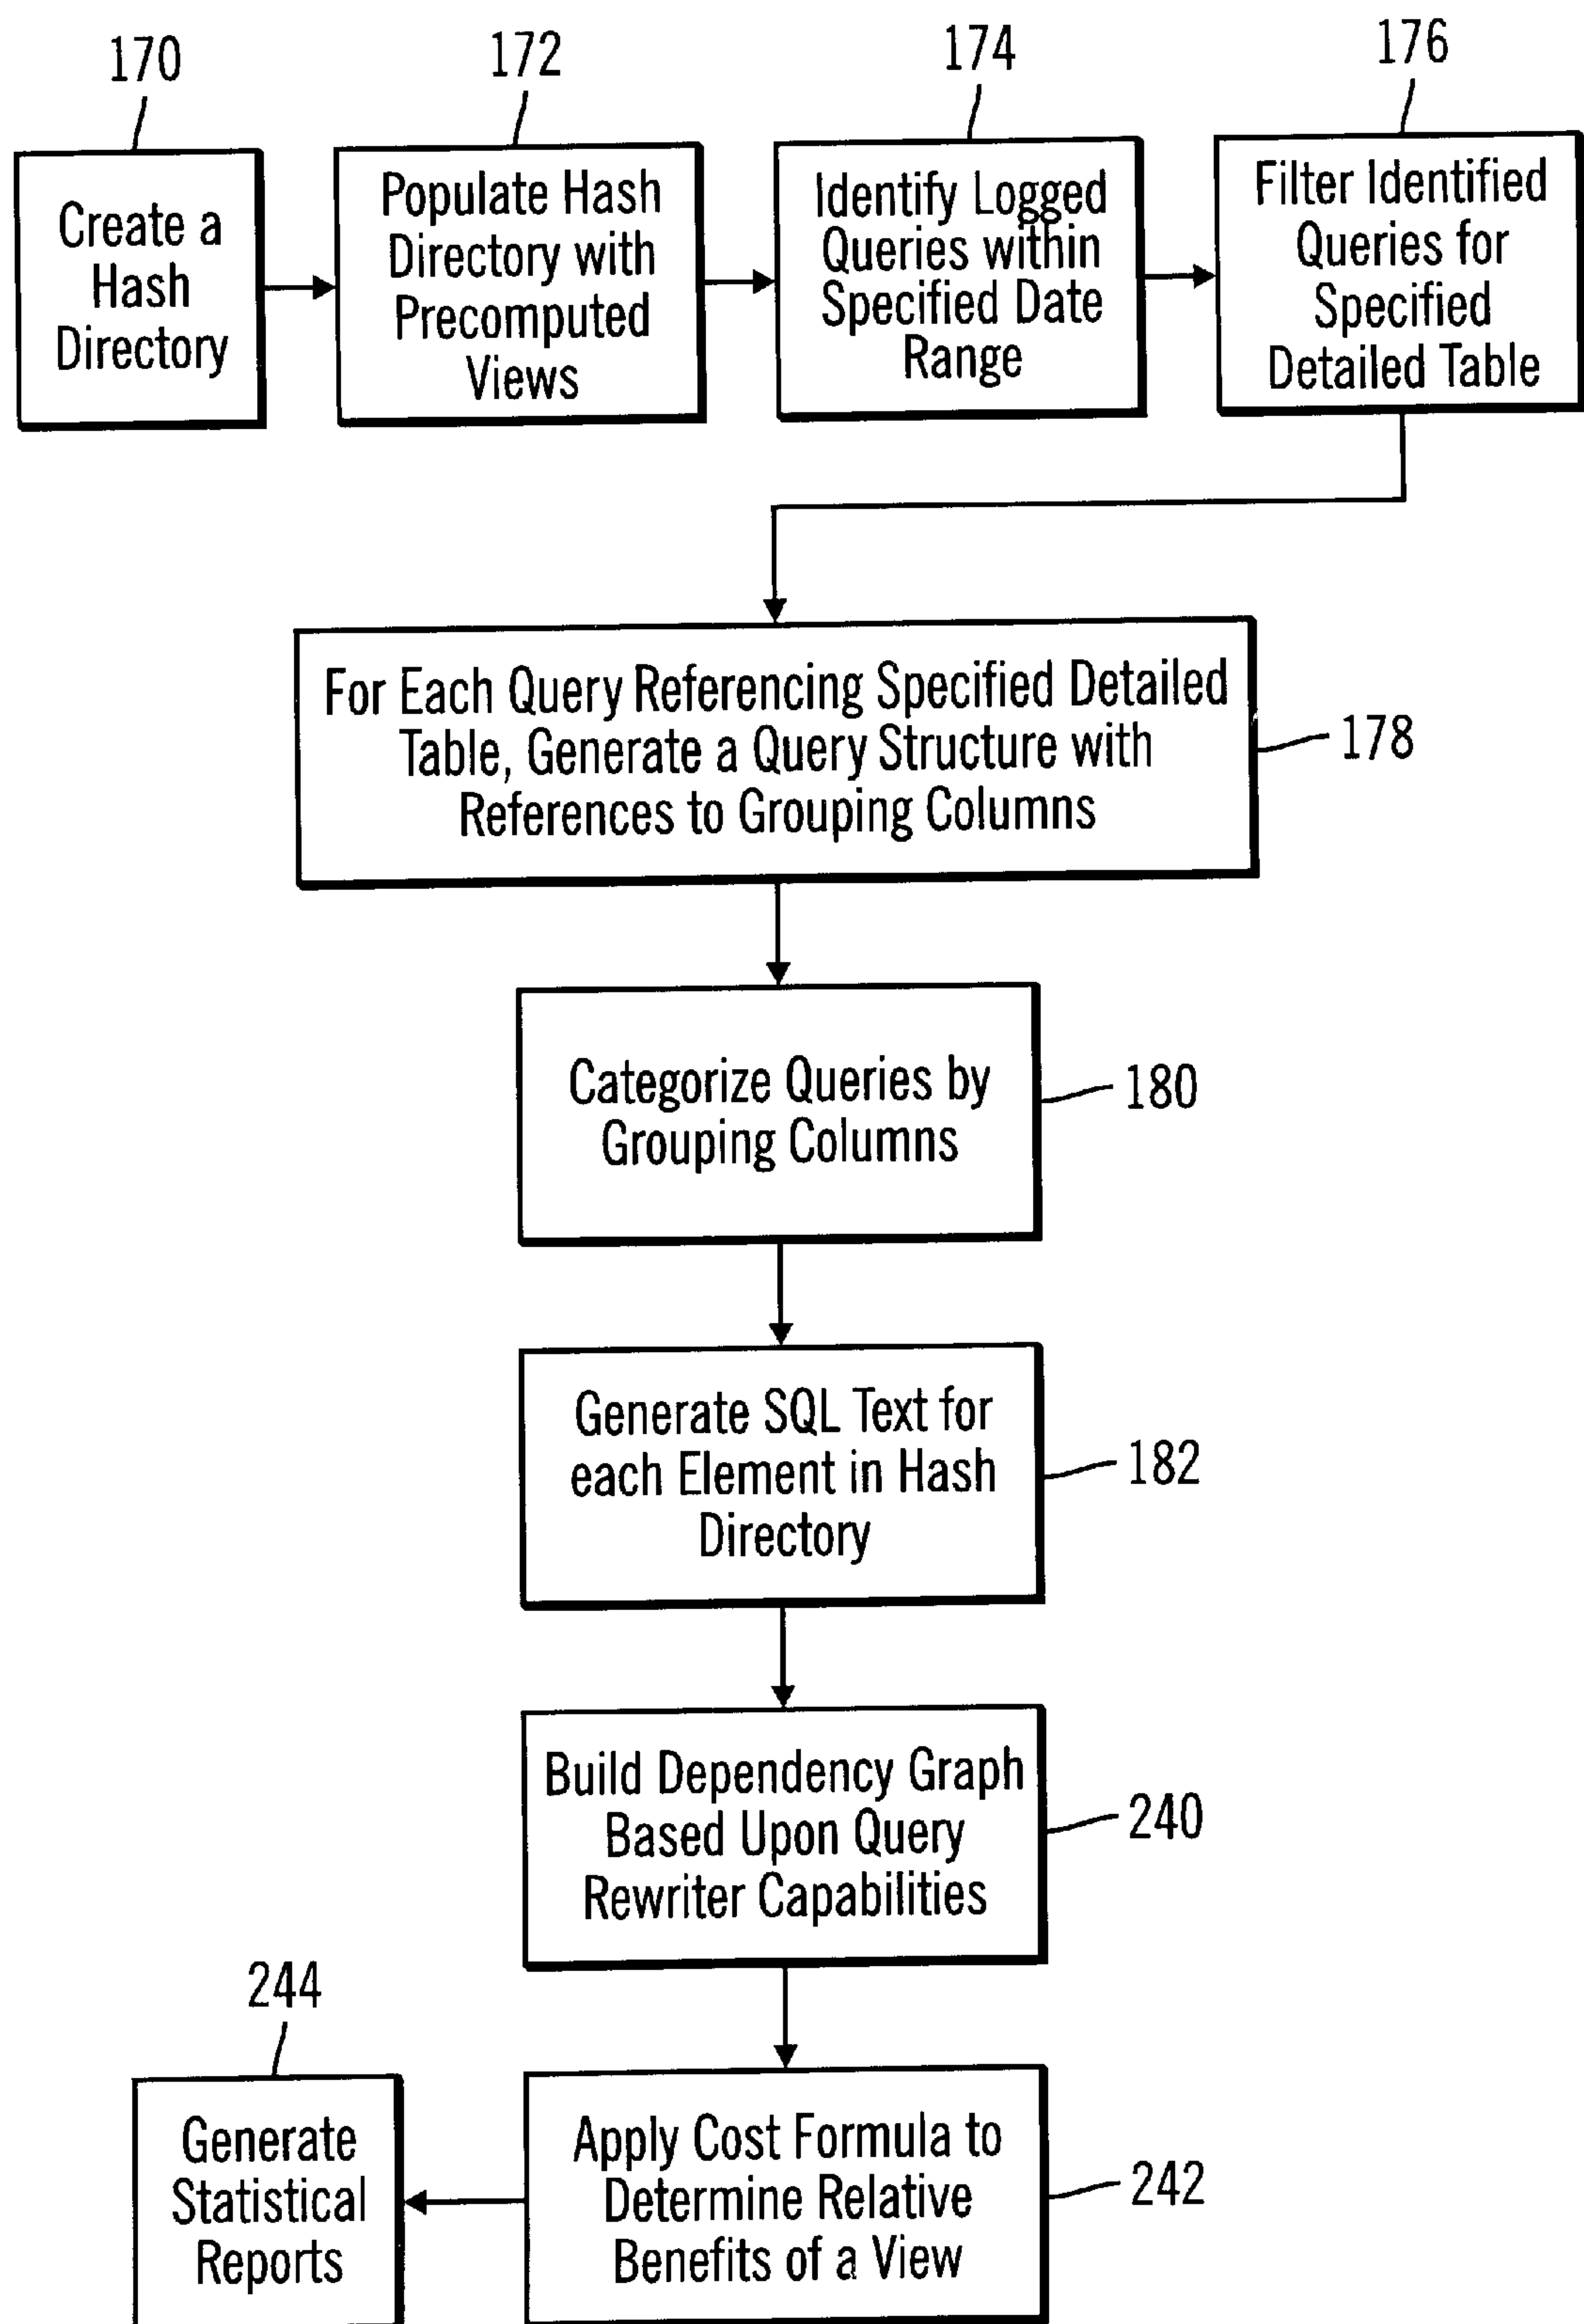 170
172
174
176
Create a
Hash
Directory
Populate Hash
Directory with
Precomputed
Views
Identify Logged
Queries within
Specified Date
Range
Filter Identified
Queries for
Specified
Detailed Table
For Each Query Referencing Specified Detailed
Table, Generate a Query Structure with
References to Grouping Columns
178
Categorize Queries by
Grouping Columns
180
Generate SQL Text for
each Element in Hash
Directory
182
Build Dependency Graph
Based Upon Query
Rewriter Capabilities
240
244
Generate
Statistical
Reports
Apply Cost Formula to
Determine Relative
Benefits of a View
242